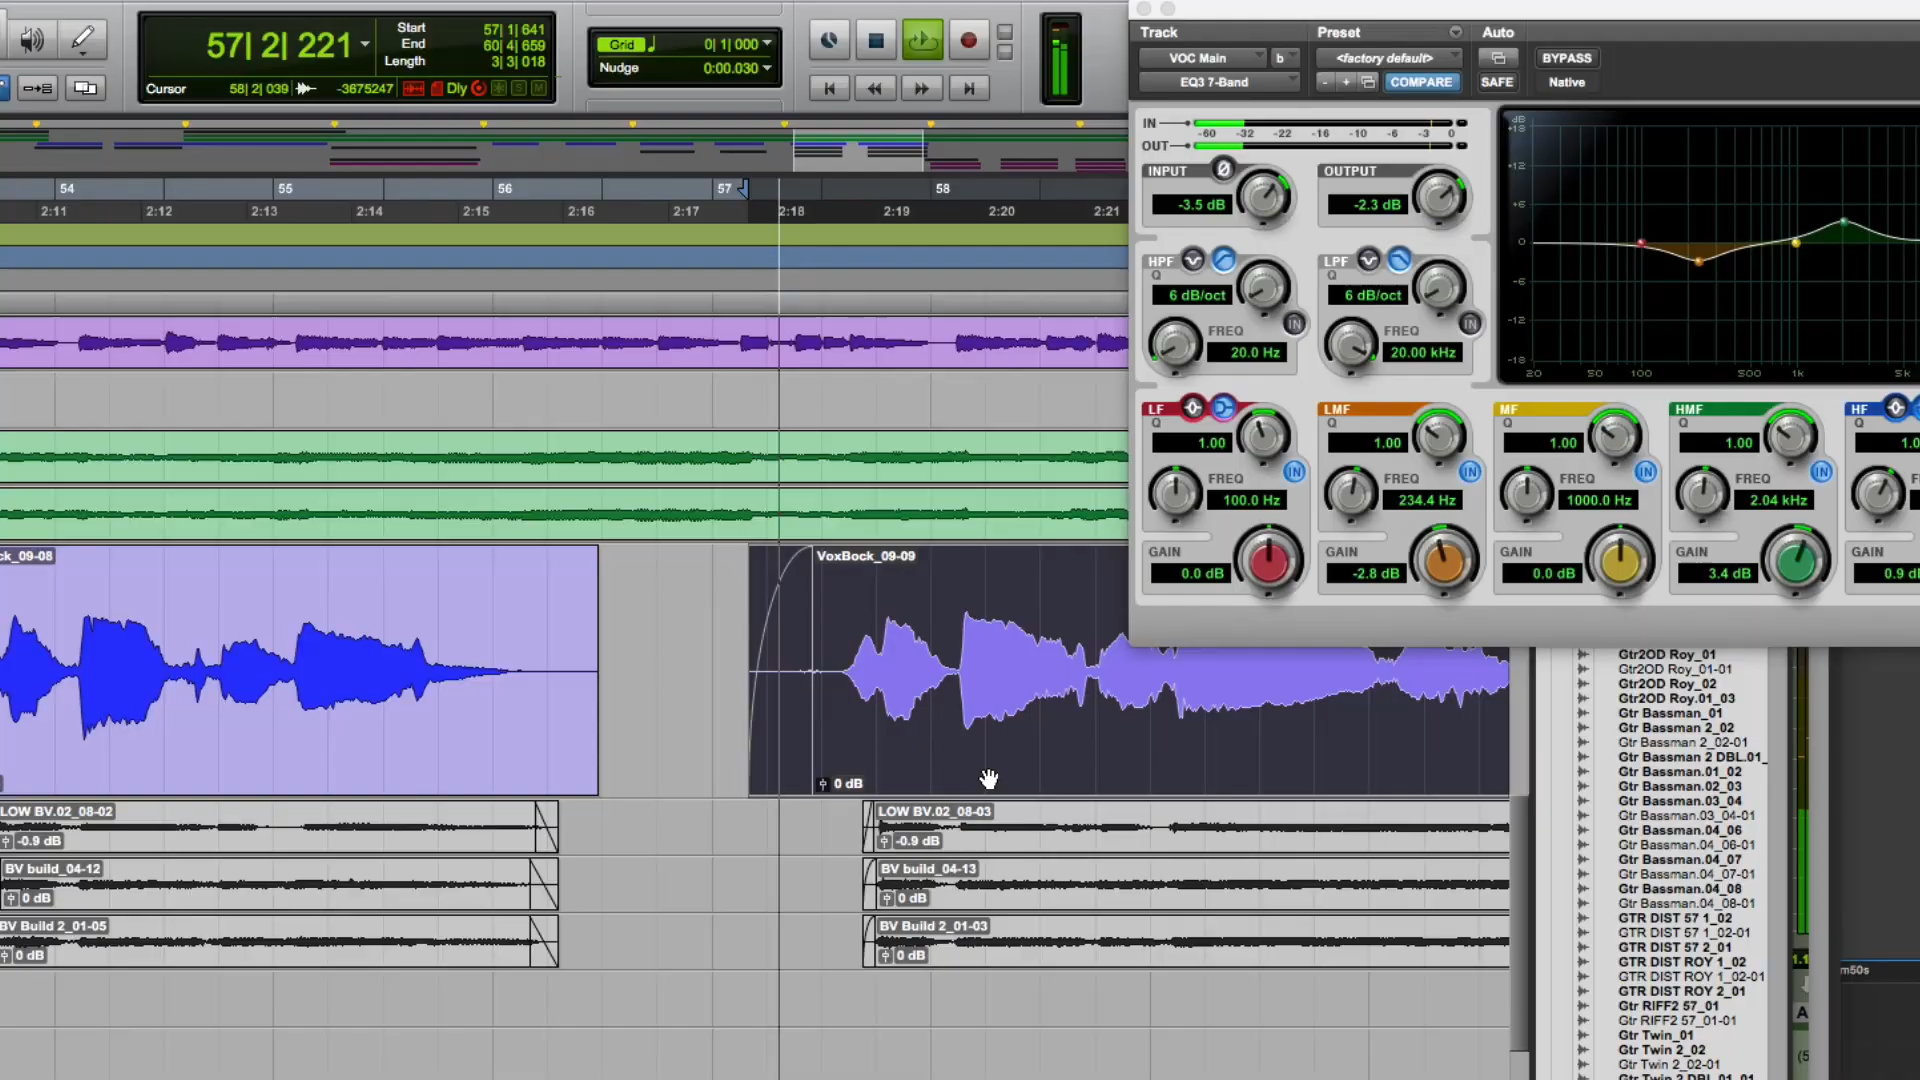 57| 2| 221
Start 57| 1| 641
End 60| 4| 659
Length 3| 3| 018
Cursor 58| 2| 039 -3675247 Dly S M
Grid 0| 1| 000
Nudge 0:00.030
Track Preset Auto
VOC Main b <factory default> BYPASS
EQ3 7-Band - + COMPARE SAFE Native
IN
-60 -32 -22 -16 -10 -6 -3 0
OUT
INPUT OUTPUT
-3.5 dB -2.3 dB
HPF LPF
Q Q
6 dB/oct 6 dB/oct
IN IN
FREQ FREQ
20.0 Hz 20.00 kHz
dB
+18
+12
+6
0
-6
-12
-18
20 50 100 500 1k 5k
LF LMF MF HMF HF
Q Q Q Q Q
1.00 1.00 1.00 1.00 1.0
IN IN IN IN
FREQ FREQ FREQ FREQ
100.0 Hz 234.4 Hz 1000.0 Hz 2.04 kHz
GAIN GAIN GAIN GAIN GAIN
0.0 dB -2.8 dB 0.0 dB 3.4 dB 0.9 d
54 55 56 57 58
2:11 2:12 2:13 2:14 2:15 2:16 2:17 2:18 2:19 2:20 2:21
ck_09-08 VoxBock_09-09
0 dB
LOW BV.02_08-02 LOW BV.02_08-03
-0.9 dB -0.9 dB
BV build_04-12 BV build_04-13
0 dB 0 dB
BV Build 2_01-05 BV Build 2_01-03
0 dB 0 dB
Gtr2OD Roy_01
Gtr2OD Roy_01-01
Gtr2OD Roy_02
Gtr2OD Roy.01_03
Gtr Bassman_01
Gtr Bassman 2_02
Gtr Bassman 2_02-01
Gtr Bassman 2 DBL.01_
Gtr Bassman.01_02
Gtr Bassman.02_03
Gtr Bassman.03_04
Gtr Bassman.03_04-01
Gtr Bassman.04_06
Gtr Bassman.04_06-01
Gtr Bassman.04_07
Gtr Bassman.04_07-01
Gtr Bassman.04_08
Gtr Bassman.04_08-01
GTR DIST 57 1_02
GTR DIST 57 1_02-01
GTR DIST 57 2_01
GTR DIST ROY 1_02
GTR DIST ROY 1_02-01
GTR DIST ROY 2_01
Gtr RIFF2 57_01
Gtr RIFF2 57_01-01
Gtr Twin_01
Gtr Twin 2_02
Gtr Twin 2_02-01
Gtr Twin 2 DBL.01_01
1.1
A
(5
m50s